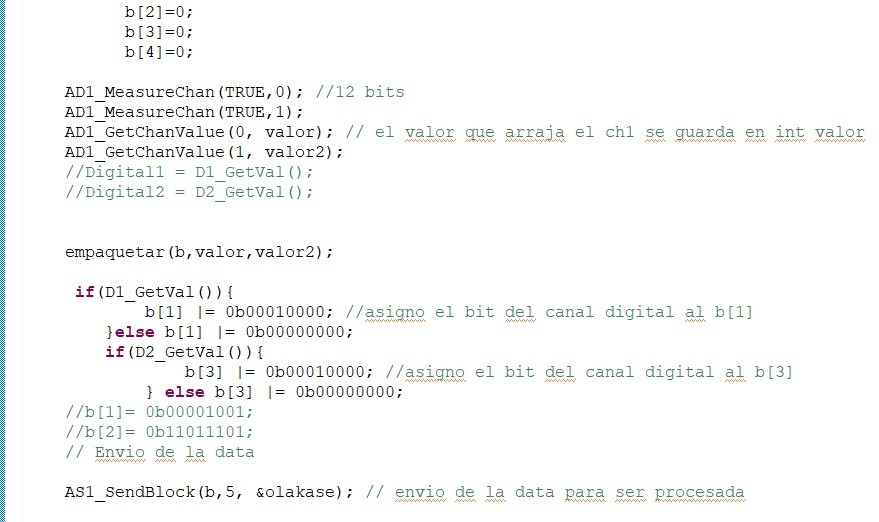 b[2]=0;
b[3]=0;
b[4]=0;
AD1_MeasureChan(TRUE,0); //12 bits
AD1_MeasureChan(TRUE,1);
AD1_GetChanValue(0, valor); // el valor que arraja el ch1 se guarda en int valor
AD1_GetChanValue(1, valor2);
//Digital1 = D1_GetVal();
//Digital2 = D2_GetVal();
empaquetar(b,valor,valor2);
if(D1_GetVal()){
b[1] |= 0b00010000; //asigno el bit del canal digital al b[1]
}else b[1] |= 0b00000000;
if(D2_GetVal()){
b[3] |= 0b00010000; //asigno el bit del canal digital al b[3]
} else b[3] |= 0b00000000;
//b[1]= 0b00001001;
//b[2]= 0b11011101;
// Envio de la data
AS1_SendBlock(b,5, &olakase); // envio de la data para ser procesada